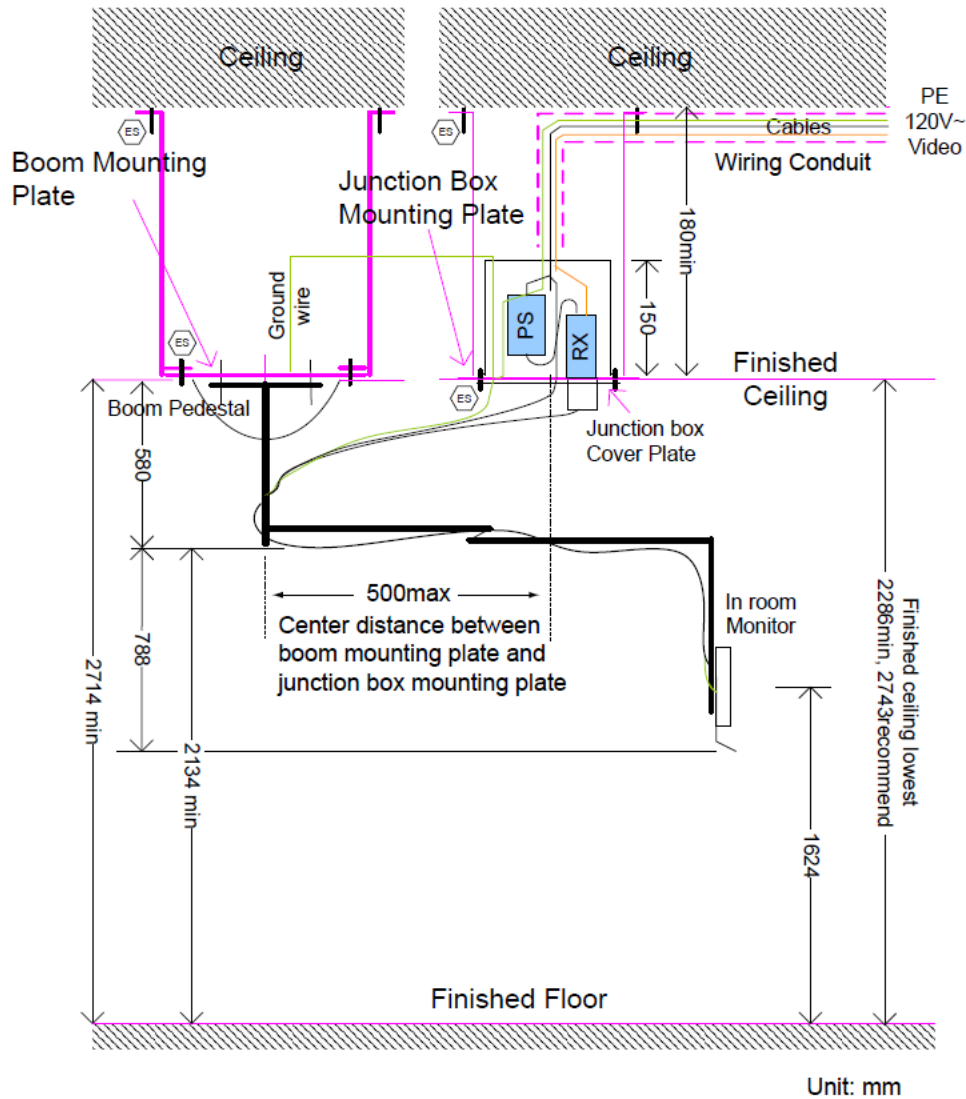 Ceiling
Ceiling
PE
120V~
Video
ES
ES
Cables
Wiring Conduit
Boom Mounting
Plate
Junction Box
Mounting Plate
180min
Ground
wire
150
PS
RX
ES
ES
Finished
Ceiling
Boom Pedestal
Junction box
Cover Plate
580
500max
Center distance between
boom mounting plate and
junction box mounting plate
In room
Monitor
788
2714 min
2134 min
1624
Finished ceiling lowest
2286min, 2743recommend
Finished Floor
Unit: mm